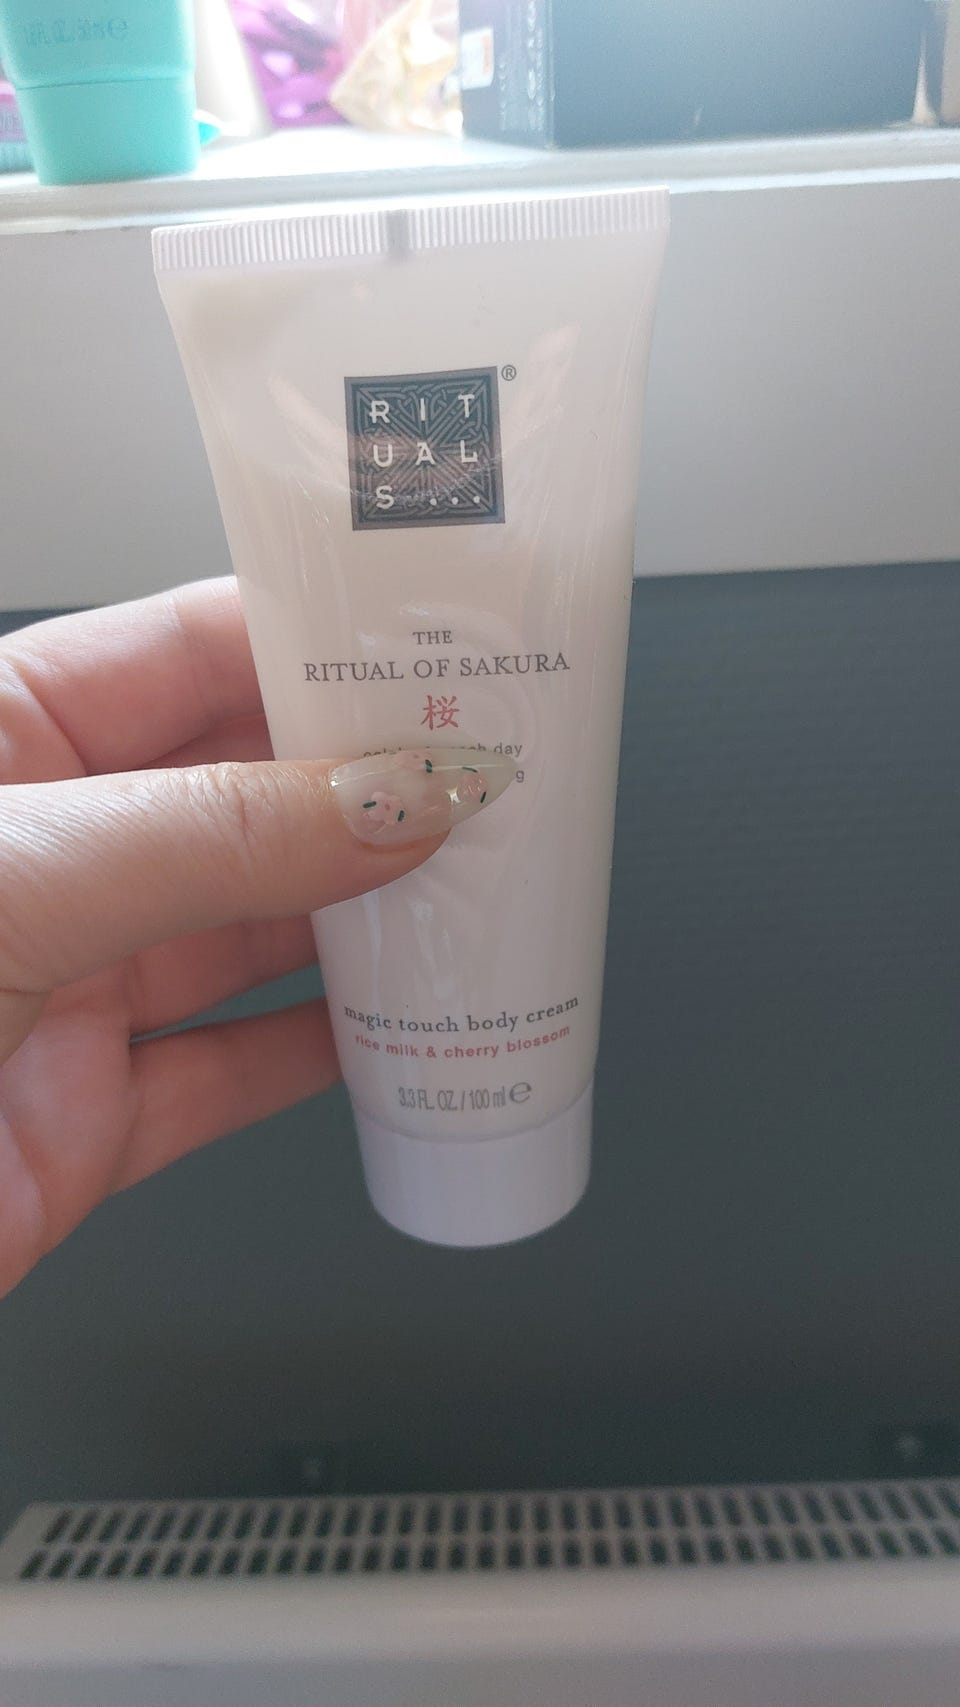 RIT
UAL
S...
®
THE
RITUAL OF SAKURA
桜
day
magic touch body cream
rice milk & cherry blossom
3.3 FL. OZ. / 100 ml ℮